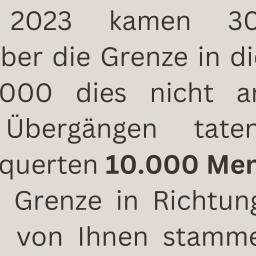 2023 kamen 30
ber die Grenze in di
000 dies nicht a
Übergängen taten
querten 10.000 Men
Grenze in Richtung
von Ihnen stamme